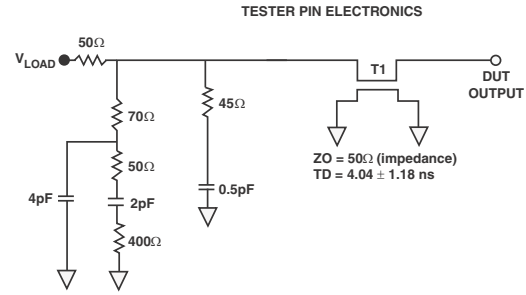 TESTER PIN ELECTRONICS
50Ω
VLOAD
T1
DUT
OUTPUT
70Ω
45Ω
50Ω
4pF
2pF
0.5pF
400Ω
ZO = 50Ω (impedance)
TD = 4.04 ± 1.18 ns